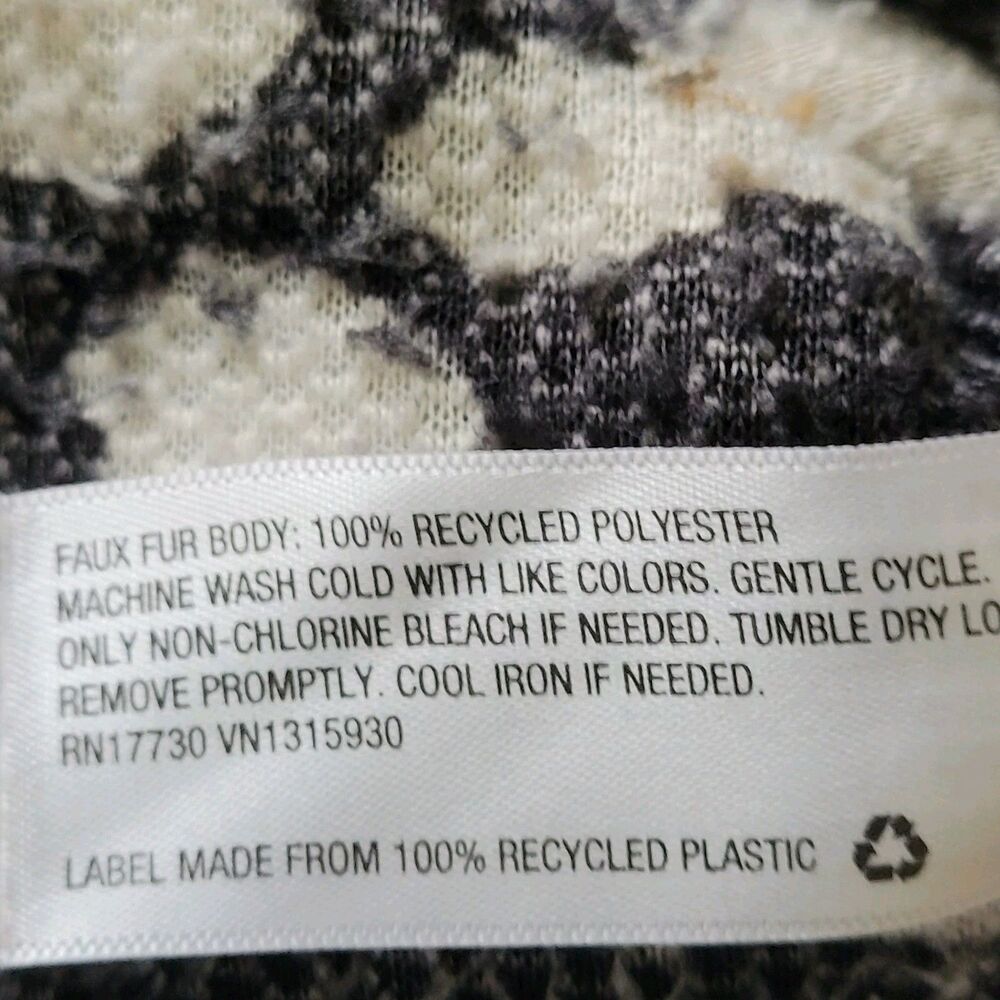 FAUX FUR BODY: 100% RECYCLED POLYESTER
MACHINE WASH COLD WITH LIKE COLORS. GENTLE CYCLE.
ONLY NON-CHLORINE BLEACH IF NEEDED. TUMBLE DRY LO
REMOVE PROMPTLY. COOL IRON IF NEEDED.
RN17730 VN1315930
LABEL MADE FROM 100% RECYCLED PLASTIC